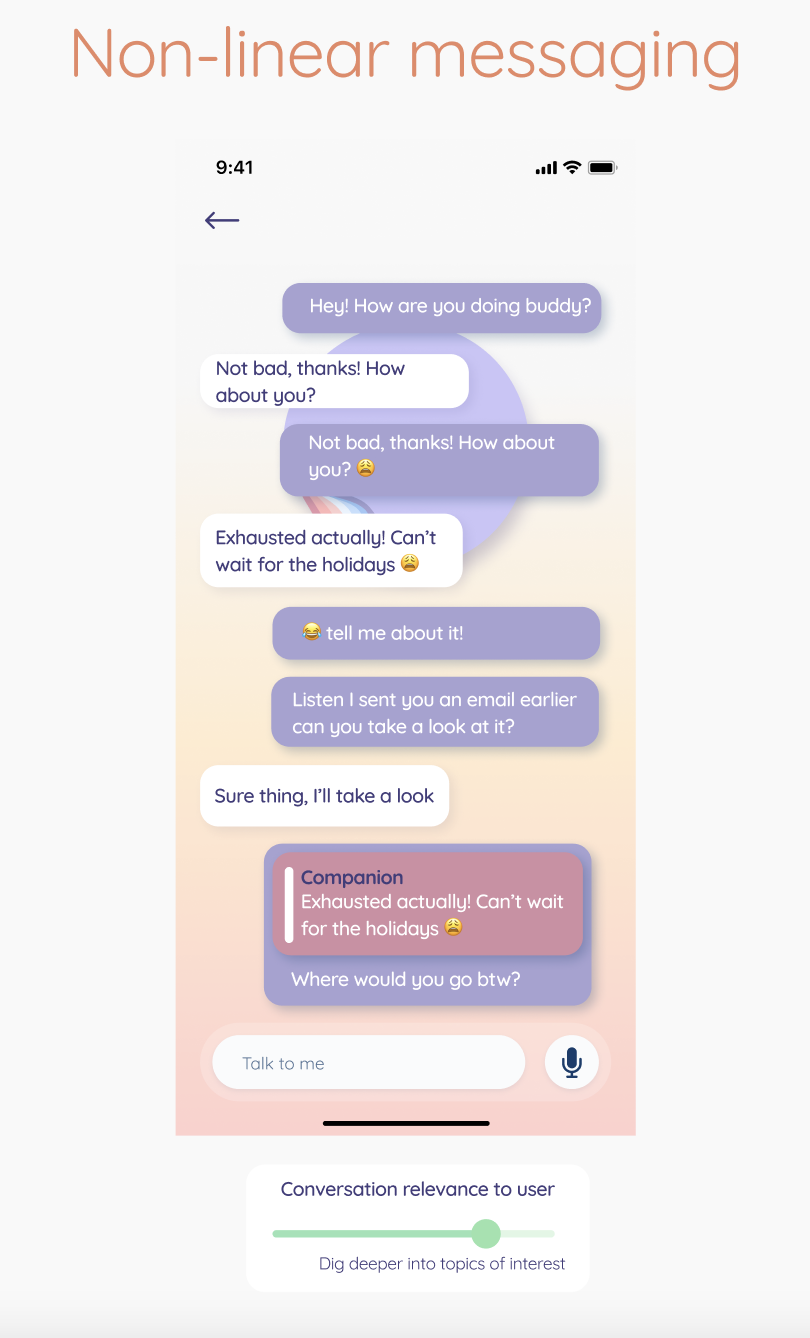 Non-linear messaging
9:41
Hey! How are you doing buddy?
Not bad, thanks! How
about you?
Not bad, thanks! How about
you? 😩
Exhausted actually! Can’t
wait for the holidays 😩
😂 tell me about it!
Listen I sent you an email earlier
can you take a look at it?
Sure thing, I’ll take a look
Companion
Exhausted actually! Can’t wait
for the holidays 😩
Where would you go btw?
Talk to me
Conversation relevance to user
Dig deeper into topics of interest